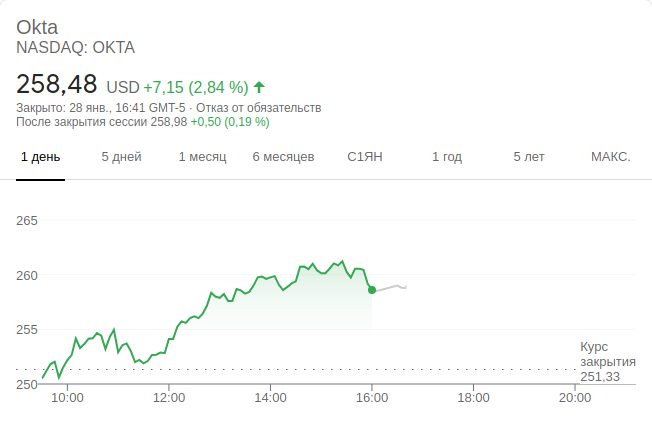 Okta
NASDAQ: OKTA
258,48 USD +7,15 (2,84 %)
Закрыто: 28 янв., 16:41 GMT-5 · Отказ от обязательств
После закрытия сессии 258,98 +0,50 (0,19 %)
1 день 5 дней 1 месяц 6 месяцев С1ЯН 1 год 5 лет МАКС.
265
260
255
Курс
закрытия
251,33
250
10:00 12:00 14:00 16:00 18:00 20:00